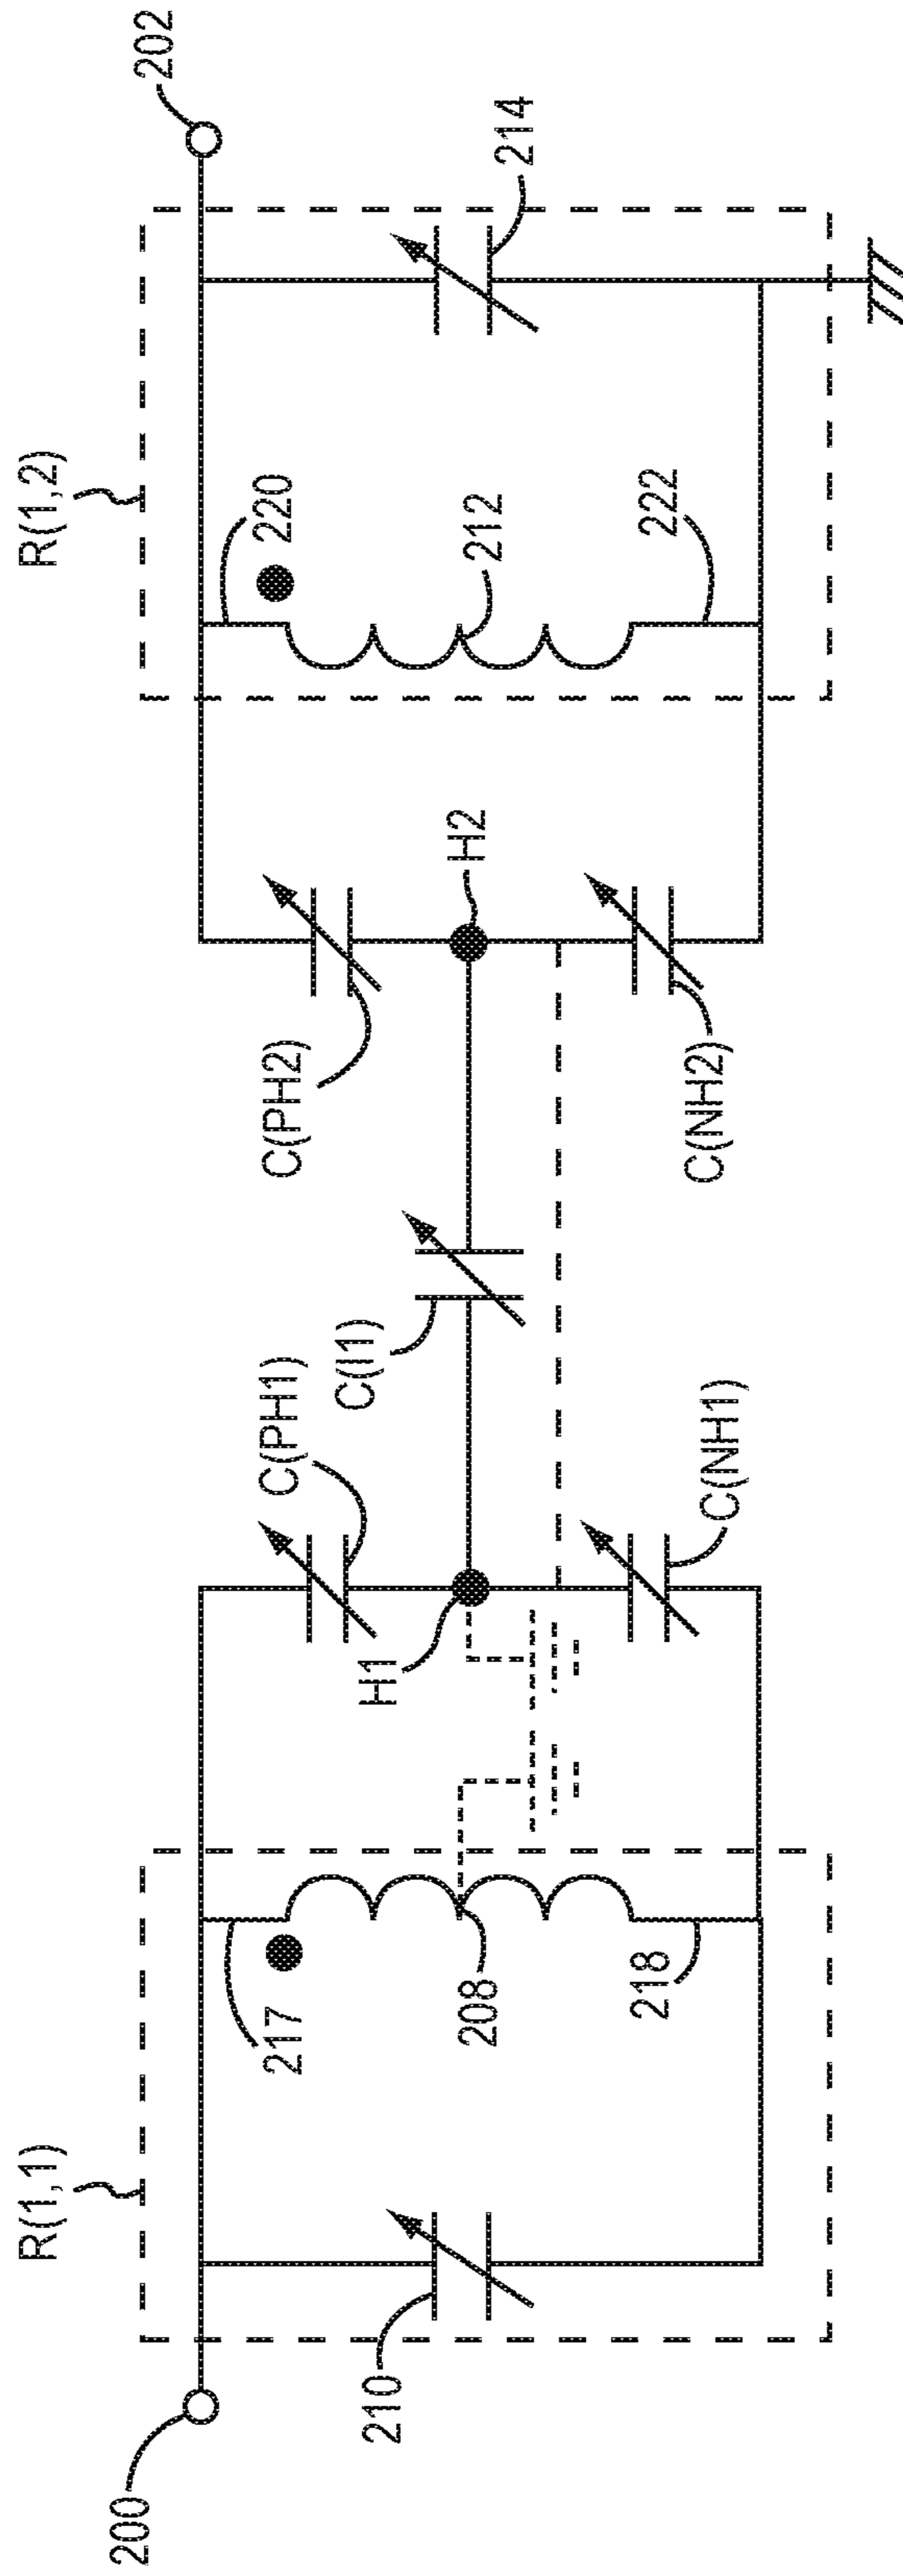 R(1,1)
R(1,2)
200
202
217
220
C(PH1)
C(PH2)
C(I1)
H1
H2
210
208
212
214
218
222
C(NH1)
C(NH2)